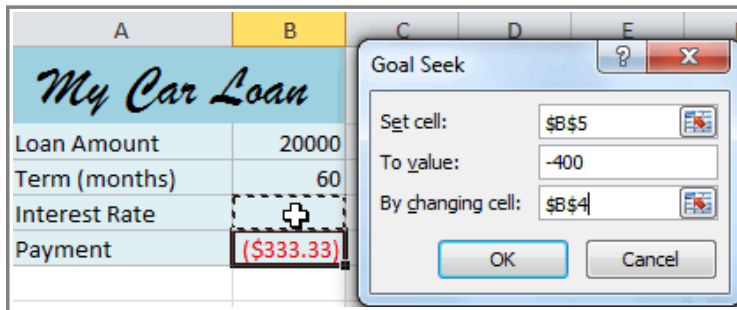 A B C D E
My Car Loan
Loan Amount 20000
Term (months) 60
Interest Rate
Payment ($333.33)
Goal Seek
?
X
Set cell: $B$5
To value: -400
By changing cell: $B$4
OK Cancel